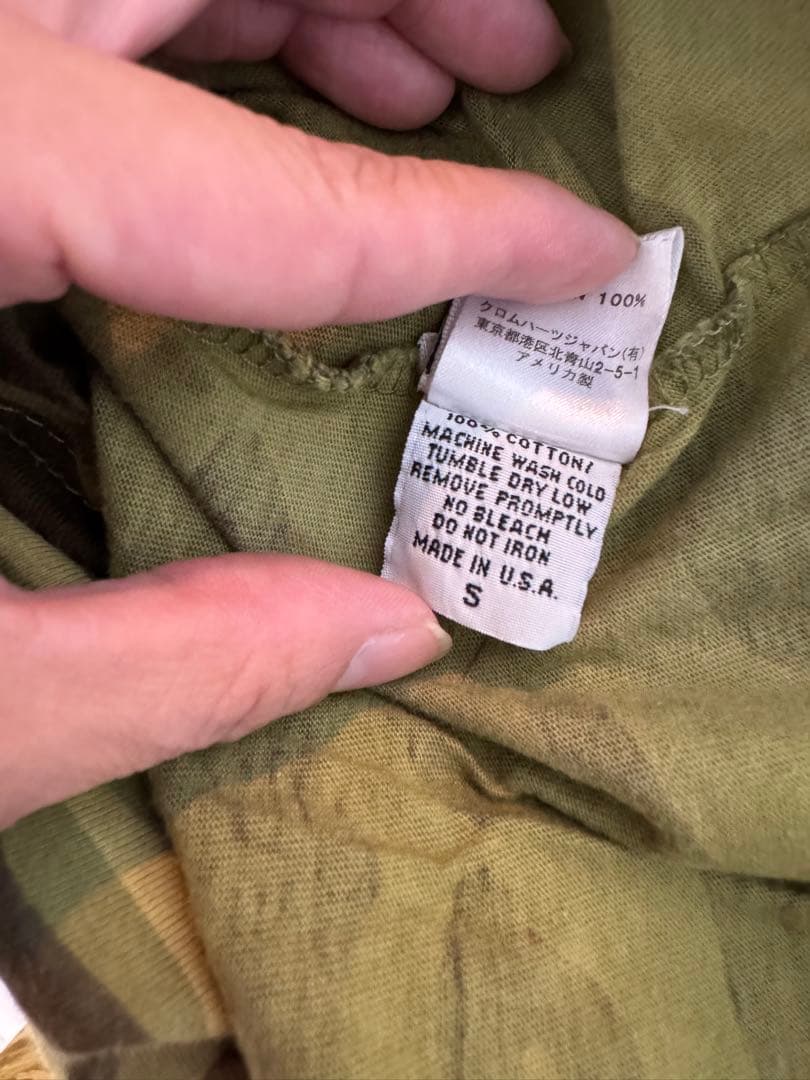 100%
クロムハーツジャパン(有)
東京都港区北青山2-5-1
アメリカ製
100% COTTON/
MACHINE WASH COLD
TUMBLE DRY LOW
REMOVE PROMPTLY
NO BLEACH
DO NOT IRON
MADE IN U.S.A.
S